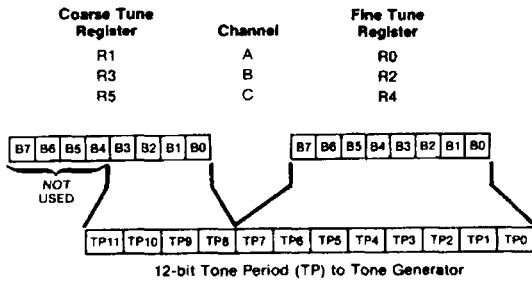 Coarse Tune Register Channel Fine Tune Register
R1 A R0
R3 B R2
R5 C R4
B7 B6 B5 B4 B3 B2 B1 B0 B7 B6 B5 B4 B3 B2 B1 B0
NOT USED
TP11 TP10 TP9 TP8 TP7 TP6 TP5 TP4 TP3 TP2 TP1 TP0
12-bit Tone Period (TP) to Tone Generator